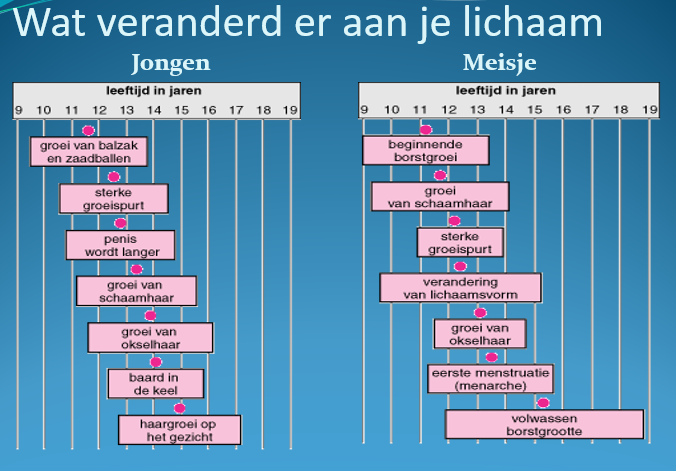 Wat veranderd er aan je lichaam
Jongen
leeftijd in jaren
9 10 11 12 13 14 15 16 17 18 19
groei van balzak
en zaadballen
sterke
groeispurt
penis
wordt langer
groei van
schaamhaar
groei van
okselhaar
baard in
de keel
haargroei op
het gezicht
Meisje
leeftijd in jaren
9 10 11 12 13 14 15 16 17 18 19
beginnende
borstgroei
groei
van schaamhaar
sterke
groeispurt
verandering
van lichaamsvorm
groei van
okselhaar
eerste menstruatie
(menarche)
volwassen
borstgrootte